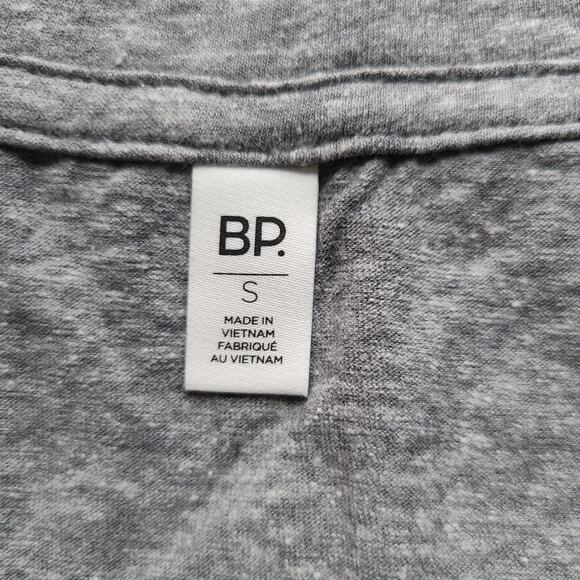 BP.
S
MADE IN
VIETNAM
FABRIQUÉ
AU VIETNAM